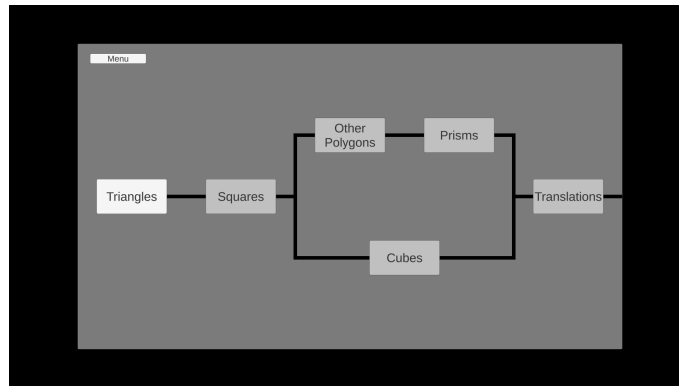 Menu
Other
Polygons
Prisms
Triangles
Squares
Translations
Cubes